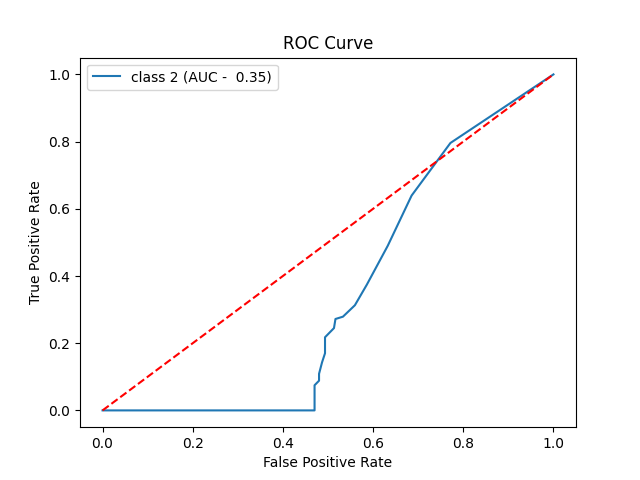 ROC Curve
class 2 (AUC -  0.35)
True Positive Rate
1.0
0.8
0.6
0.4
0.2
0.0
0.0 0.2 0.4 0.6 0.8 1.0
False Positive Rate